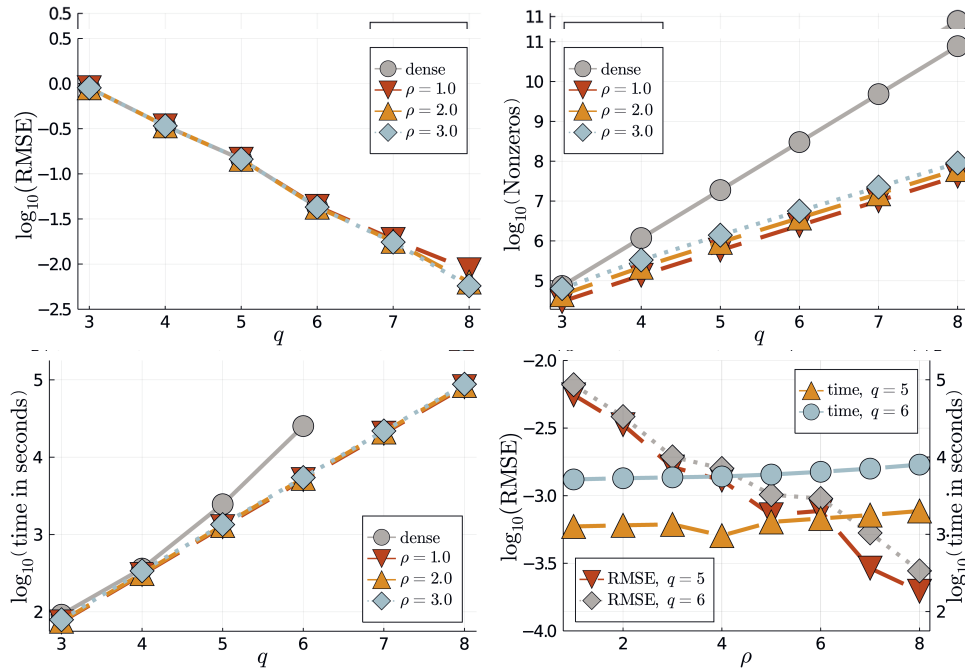 0.5
0.0
−0.5
−1.0
−1.5
−2.0
−2.5
log₁₀(RMSE)
3 4 5 6 7 8
q
dense
ρ = 1.0
ρ = 2.0
ρ = 3.0
11
11
10
9
8
7
6
5
log₁₀(Nonzeros)
3 4 5 6 7 8
q
dense
ρ = 1.0
ρ = 2.0
ρ = 3.0
5
4
3
2
log₁₀(time in seconds)
3 4 5 6 7 8
q
dense
ρ = 1.0
ρ = 2.0
ρ = 3.0
−2.0
−2.5
−3.0
−3.5
−4.0
log₁₀(RMSE)
2 4 6 8
ρ
time, q = 5
time, q = 6
RMSE, q = 5
RMSE, q = 6
5
4
3
2
log₁₀(time in seconds)